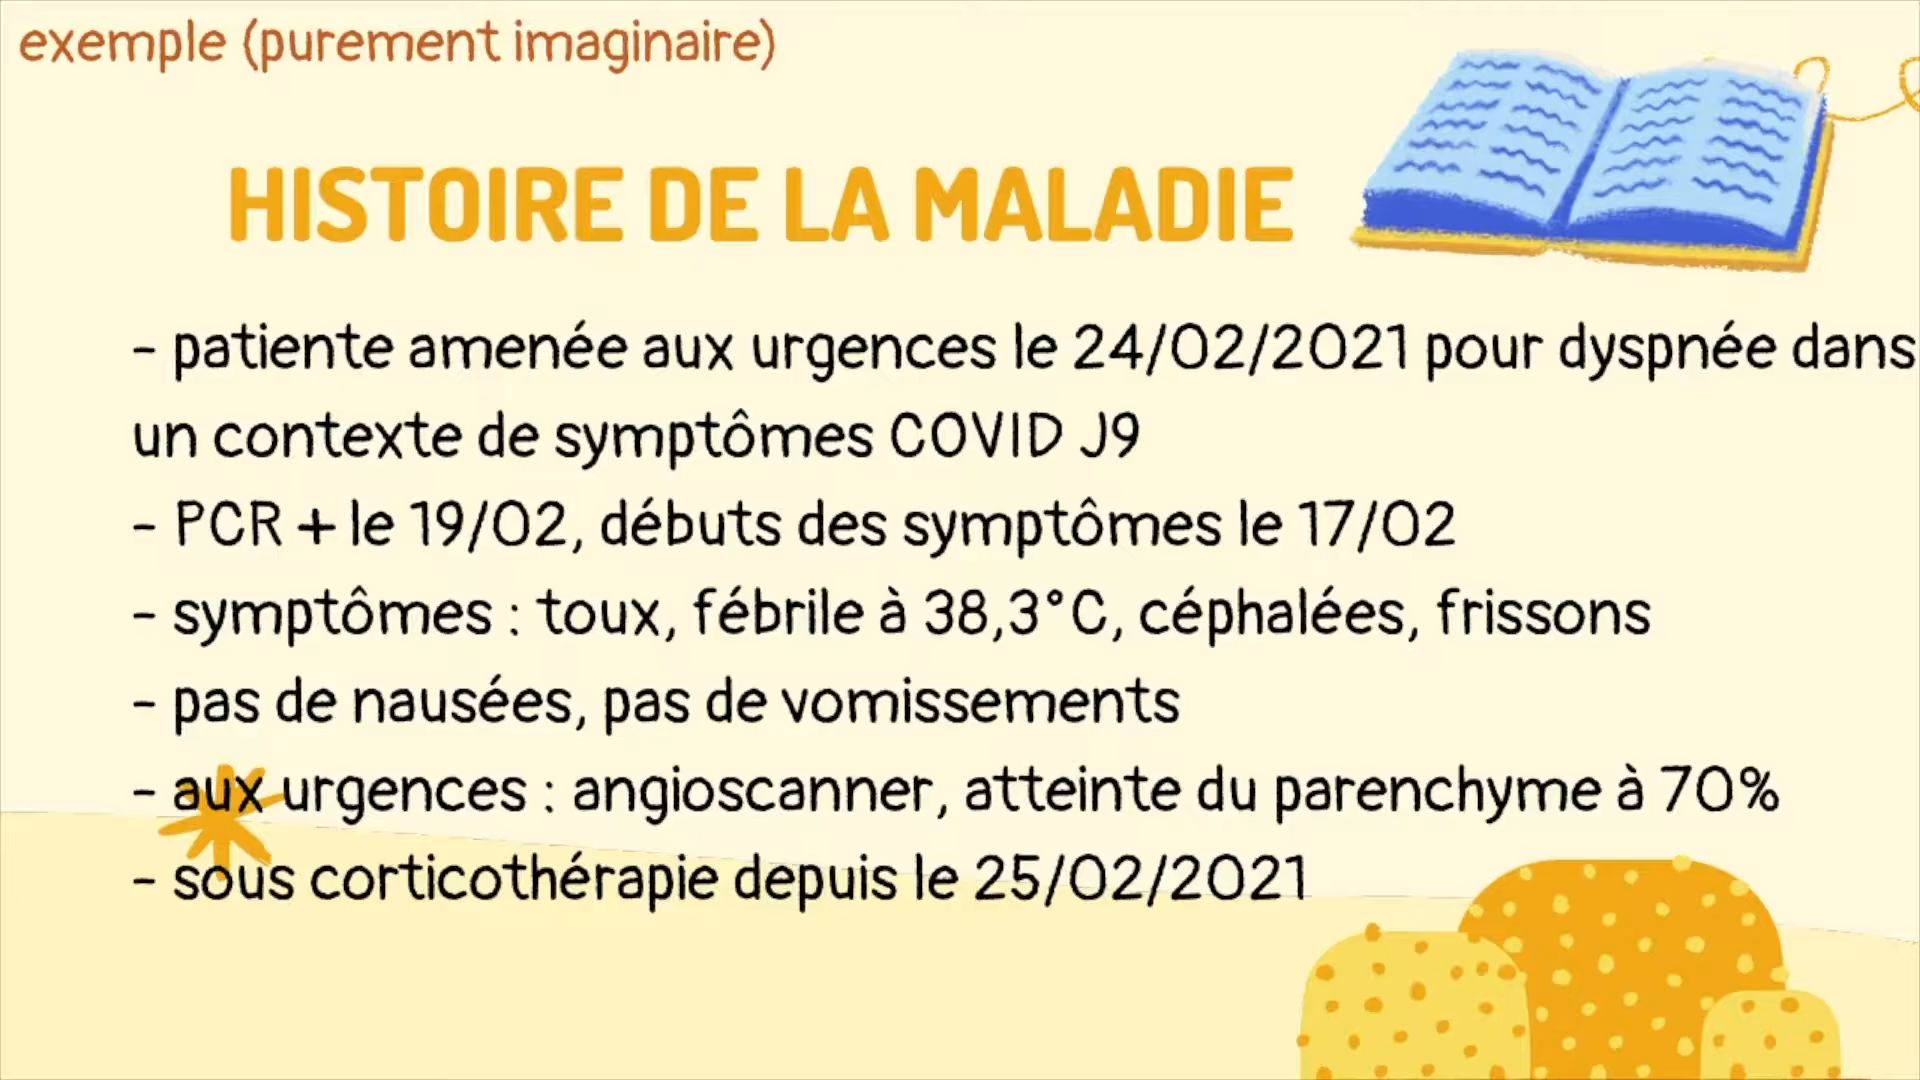 exemple (purement imaginaire)
HISTOIRE DE LA MALADIE
- patiente amenée aux urgences le 24/02/2021 pour dyspnée dans
un contexte de symptômes COVID J9
- PCR + le 19/02, débuts des symptômes le 17/02
- symptômes : toux, fébrile à 38,3°C, céphalées, frissons
- pas de nausées, pas de vomissements
- aux urgences : angioscanner, atteinte du parenchyme à 70%
- sous corticothérapie depuis le 25/02/2021